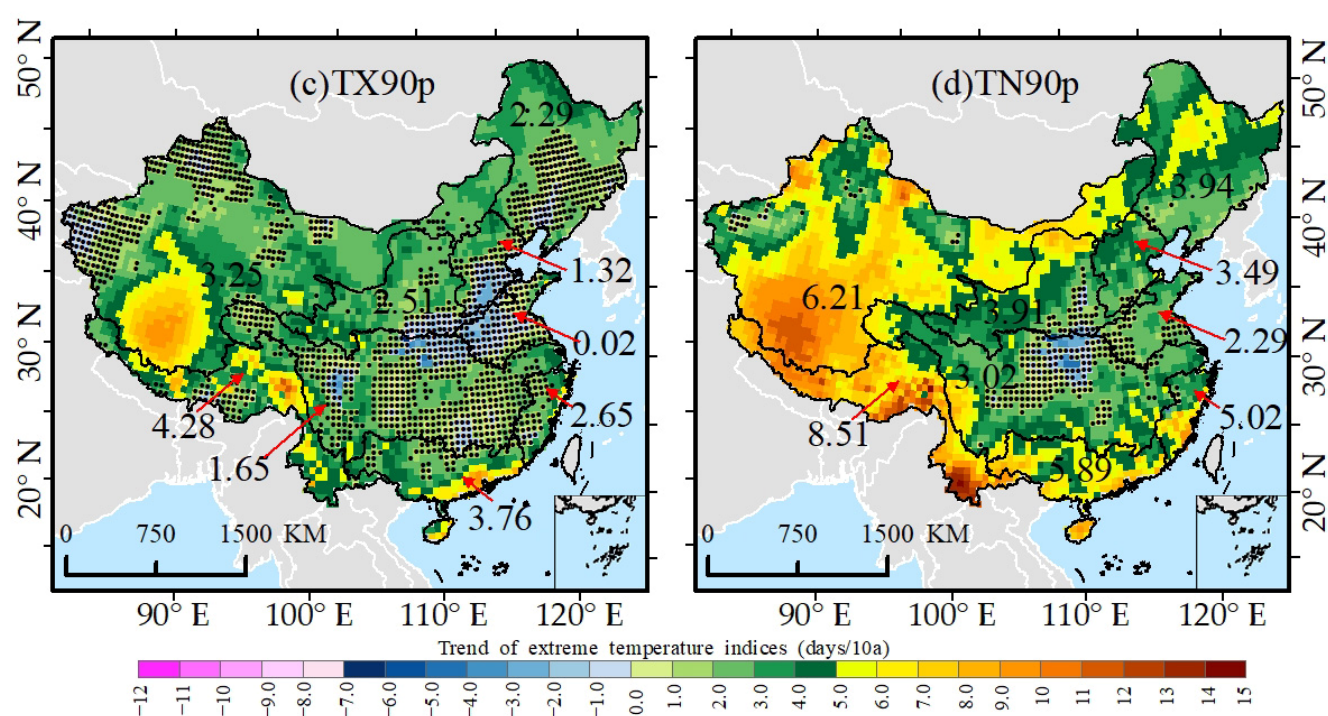 (c)TX90p
(d)TN90p
50° N
40° N
30° N
20° N
50° N
40° N
30° N
20° N
2.29
1.32
3.25
2.51
0.02
2.65
4.28
1.65
3.76
3.94
3.49
6.21
3.91
2.29
3.02
5.02
8.51
5.89
0 750 1500 KM
0 750 1500 KM
90° E 100° E 110° E 120° E
90° E 100° E 110° E 120° E
Trend of extreme temperature indices (days/10a)
−12 −11 −10 −9.0 −8.0 −7.0 −6.0 −5.0 −4.0 −3.0 −2.0 −1.0 0.0 1.0 2.0 3.0 4.0 5.0 6.0 7.0 8.0 9.0 10 11 12 13 14 15